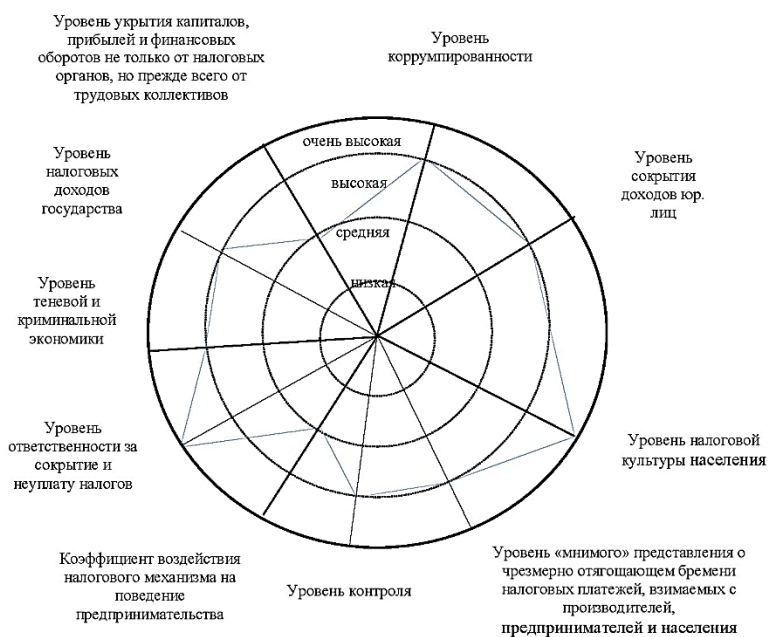 Уровень укрытия капиталов,
прибылей и финансовых
оборотов не только от налоговых
органов, но прежде всего от
трудовых коллективов
Уровень
коррумпированности
очень высокая
высокая
средняя
низкая
Уровень
налоговых
доходов
государства
Уровень
сокрытия
доходов юр.
лиц
Уровень
теневой и
криминальной
экономики
Уровень
ответственности за
сокрытие и
неуплату налогов
Уровень налоговой
культуры населения
Коэффициент воздействия
налогового механизма на
поведение
предпринимательства
Уровень контроля
Уровень «мнимого» представления о
чрезмерно отягощающем бремени
налоговых платежей, взимаемых с
производителей,
предпринимателей и населения